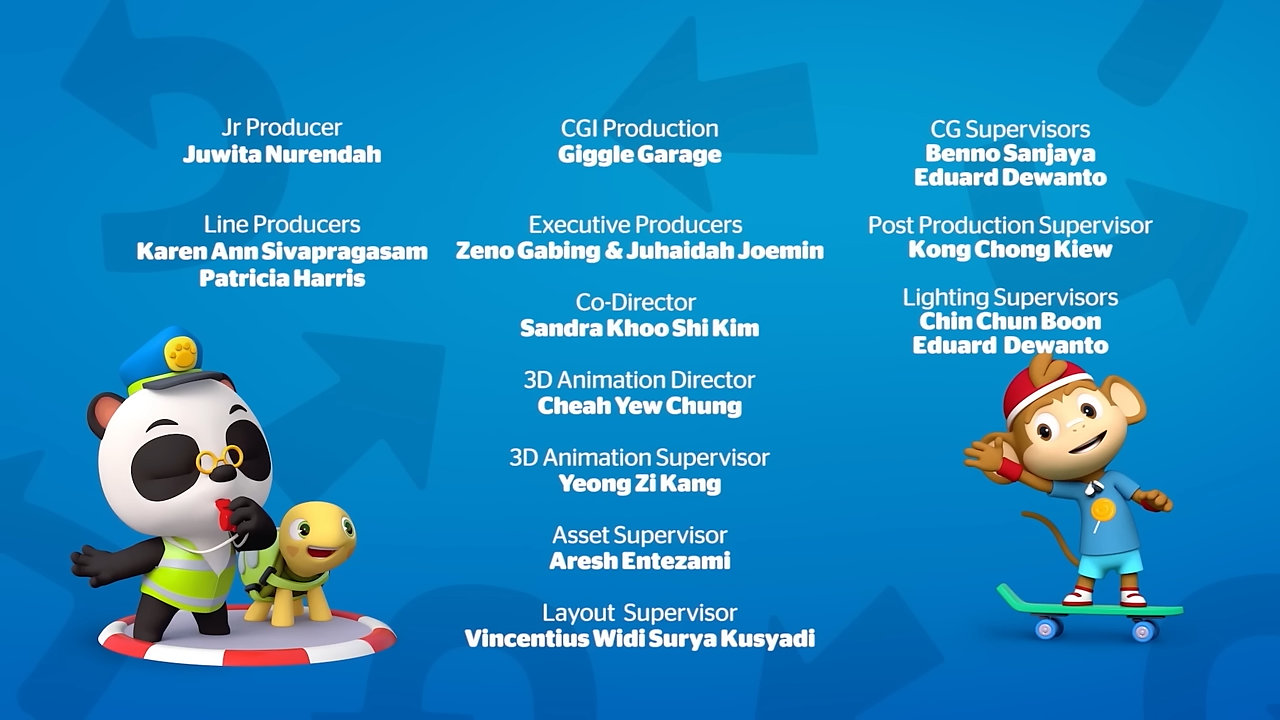 Jr Producer
Juwita Nurendah
Line Producers
Karen Ann Sivapragasam
Patricia Harris
CGI Production
Giggle Garage
Executive Producers
Zeno Gabing & Juhaidah Joemin
Co-Director
Sandra Khoo Shi Kim
3D Animation Director
Cheah Yew Chung
3D Animation Supervisor
Yeong Zi Kang
Asset Supervisor
Aresh Entezami
Layout Supervisor
Vincentius Widi Surya Kusyadi
CG Supervisors
Benno Sanjaya
Eduard Dewanto
Post Production Supervisor
Kong Chong Kiew
Lighting Supervisors
Chin Chun Boon
Eduard Dewanto